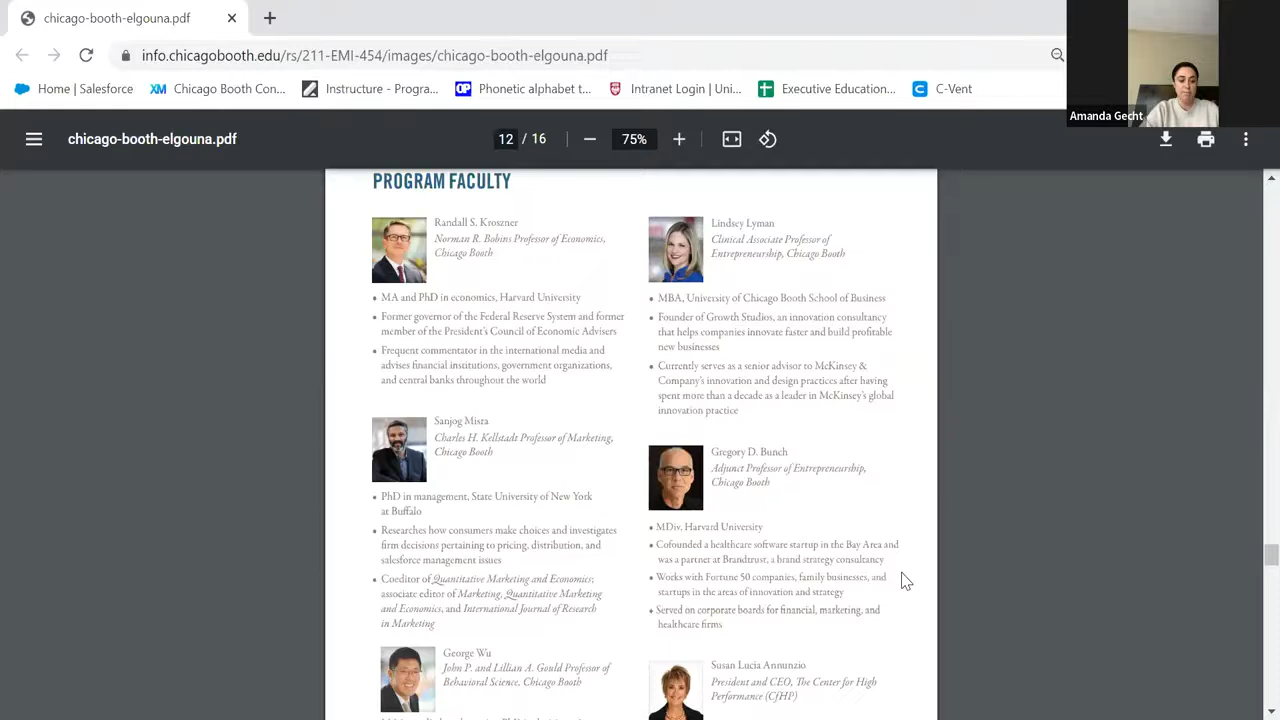 chicago-booth-elgouna.pdf
info.chicagobooth.edu/rs/211-EMI-454/images/chicago-booth-elgouna.pdf
Home | Salesforce
XM Chicago Booth Con...
Instructure - Progra...
OP Phonetic alphabet t...
Intranet Login | Uni...
Executive Education...
C C-Vent
Amanda Gecht
chicago-booth-elgouna.pdf
12 / 16
75%
PROGRAM FACULTY
Randall S. Kroszner
Norman R. Bobins Professor of Economics,
Chicago Booth
• MA and PhD in economics, Harvard University
• Former governor of the Federal Reserve System and former
member of the President's Council of Economic Advisers
• Frequent commentator in the international media and
advises financial institutions, government organizations,
and central banks throughout the world
Sanjog Misra
Charles H. Kellstadt Professor of Marketing,
Chicago Booth
• PhD in management, State University of New York
at Buffalo
• Researches how consumers make choices and investigates
firm decisions pertaining to pricing, distribution, and
salesforce management issues
• Coeditor of Quantitative Marketing and Economics;
associate editor of Marketing, Quantitative Marketing
and Economics, and International Journal of Research
in Marketing
George Wu
John P. and Lillian A. Gould Professor of
Behavioral Science, Chicago Booth
Lindsey Lyman
Clinical Associate Professor of
Entrepreneurship, Chicago Booth
• MBA, University of Chicago Booth School of Business
• Founder of Growth Studios, an innovation consultancy
that helps companies innovate faster and build profitable
new businesses
• Currently serves as a senior advisor to McKinsey &
Company's innovation and design practices after having
spent more than a decade as a leader in McKinsey's global
innovation practice
Gregory D. Bunch
Adjunct Professor of Entrepreneurship,
Chicago Booth
• MDiv, Harvard University
• Cofounded a healthcare software startup in the Bay Area and
was a partner at Brandtrust, a brand strategy consultancy
• Works with Fortune 50 companies, family businesses, and
startups in the areas of innovation and strategy
• Served on corporate boards for financial, marketing, and
healthcare firms
Susan Lucia Annunzio
President and CEO, The Center for High
Performance (CfHP)